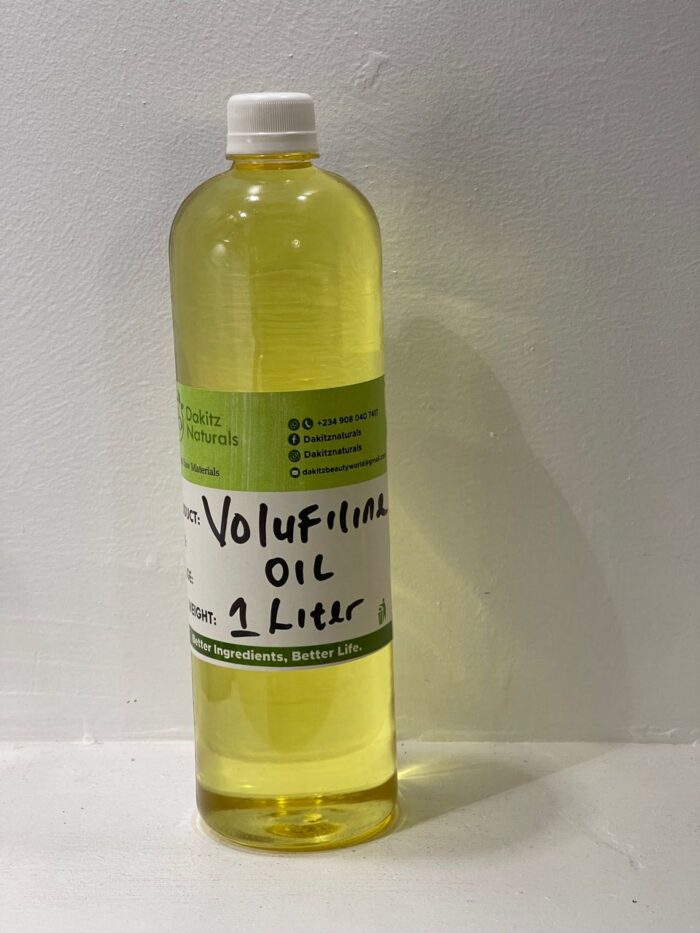 Dakitz
Naturals
Raw Materials
+234 908 040 7417
Dakitznaturals
Dakitznaturals
dakitzbeautyworld@gmail.com
UCT: Volufiline
OIL
WEIGHT: 1 Liter
Better Ingredients, Better Life.